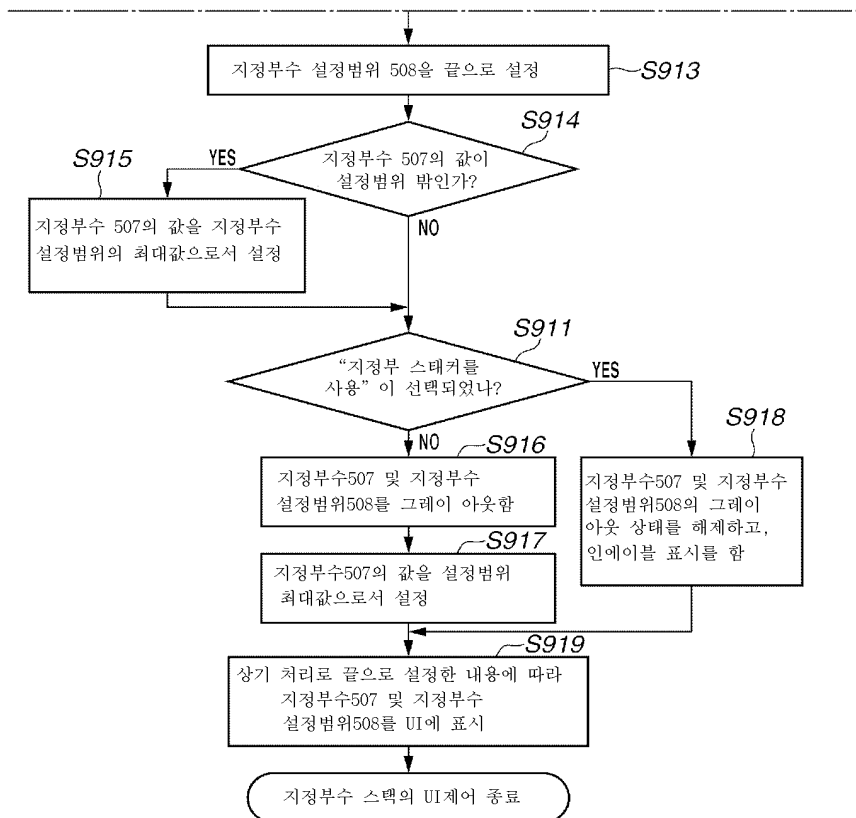 지정부수 설정범위 508을 끝으로 설정
S913
S914
지정부수 507의 값이
설정범위 밖인가?
YES
NO
S915
지정부수 507의 값을 지정부수
설정범위의 최대값으로서 설정
S911
“지정부 스태커를
사용”이 선택되었나?
YES
NO
S916
지정부수507 및 지정부수
설정범위508를 그레이 아웃함
S918
지정부수507 및 지정부수
설정범위508의 그레이
아웃 상태를 해제하고,
인에이블 표시를 함
S917
지정부수507의 값을 설정범위
최대값으로서 설정
S919
상기 처리로 끝으로 설정한 내용에 따라
지정부수507 및 지정부수
설정범위508를 UI에 표시
지정부수 스택의 UI제어 종료